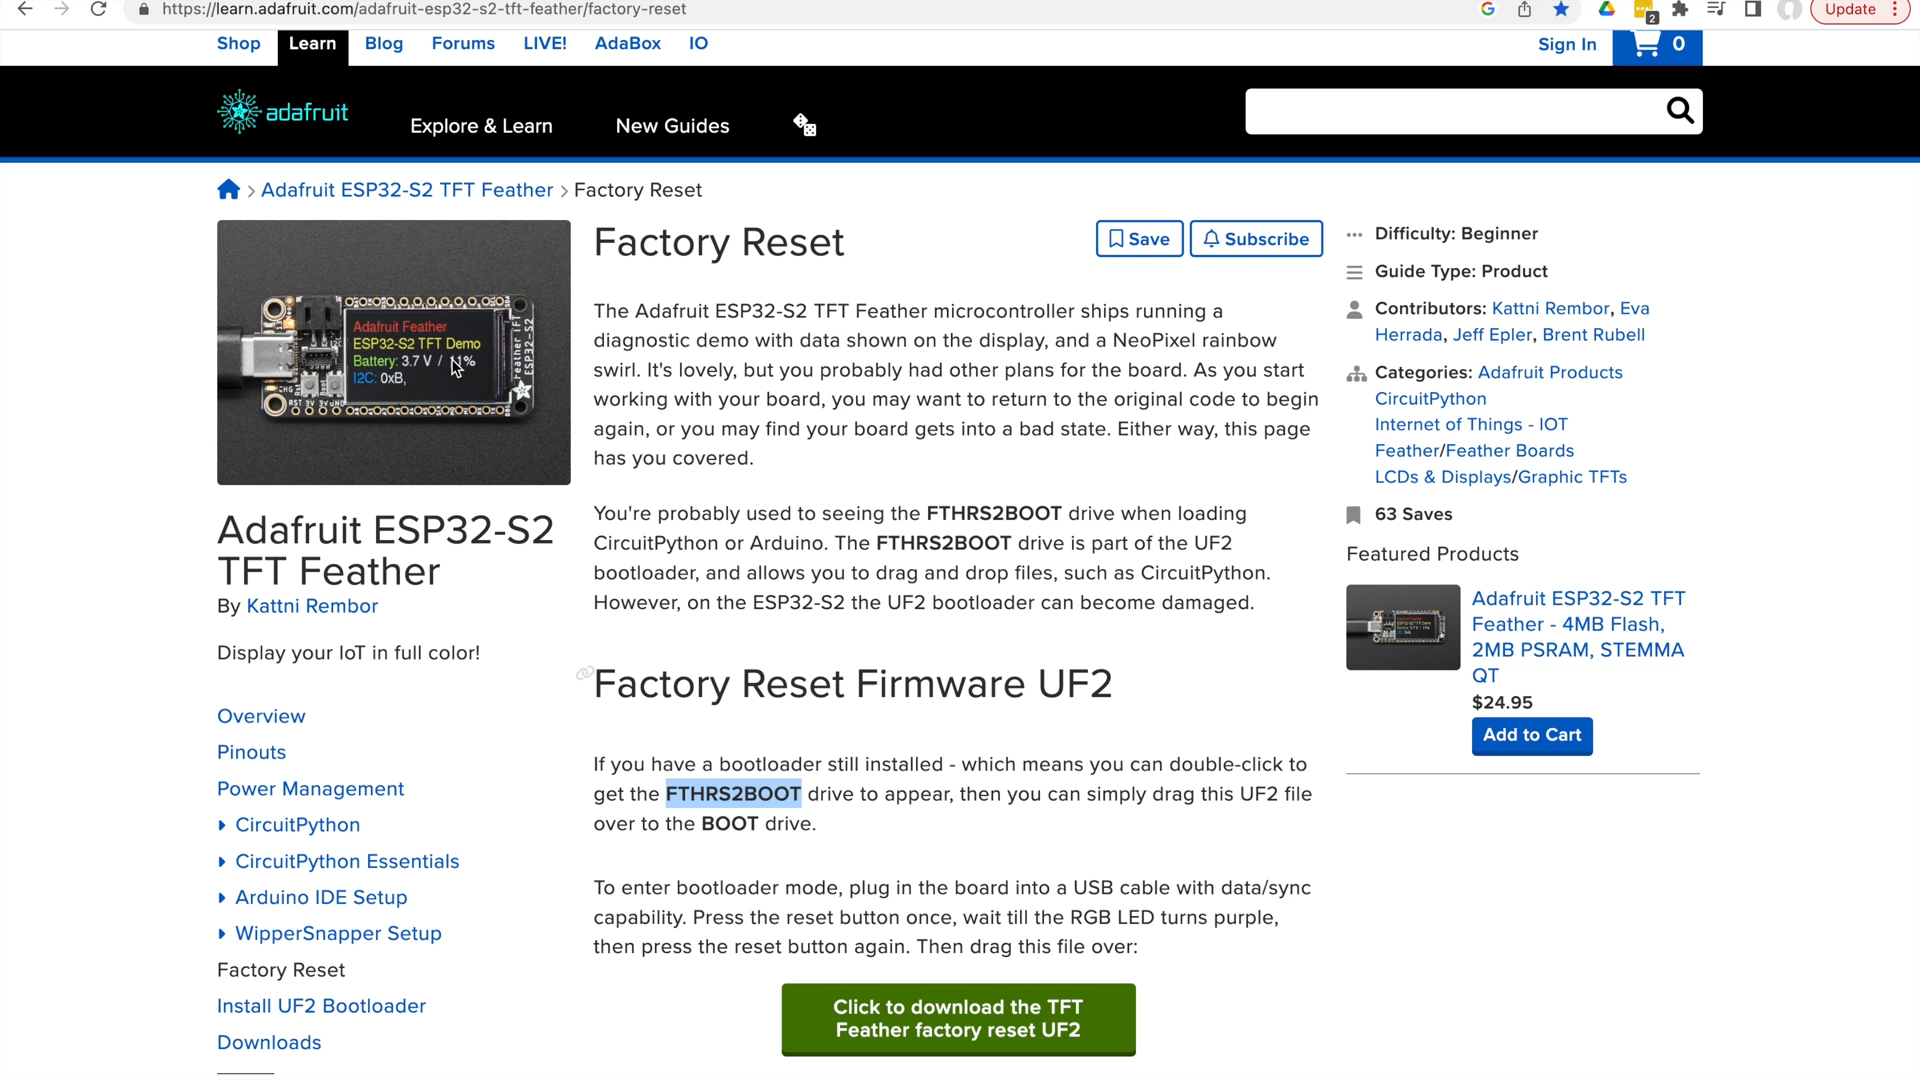 https://learn.adafruit.com/adafruit-esp32-s2-tft-feather/factory-reset
2
Update
Shop
Learn
Blog
Forums
LIVE!
AdaBox
IO
Sign In
0
adafruit
Explore & Learn
New Guides
Adafruit ESP32-S2 TFT Feather
Factory Reset
Adafruit Feather
ESP32-S2 TFT Demo
Battery: 3.7 V / 11%
I2C: 0xB,
Feather TFT
ESP32-S2
CHG
RST
3V
3V
GND
DBG
Adafruit ESP32-S2
TFT Feather
By Kattni Rembor
Display your IoT in full color!
Overview
Pinouts
Power Management
CircuitPython
CircuitPython Essentials
Arduino IDE Setup
WipperSnapper Setup
Factory Reset
Install UF2 Bootloader
Downloads
Factory Reset
Save
Subscribe
The Adafruit ESP32-S2 TFT Feather microcontroller ships running a
diagnostic demo with data shown on the display, and a NeoPixel rainbow
swirl. It's lovely, but you probably had other plans for the board. As you start
working with your board, you may want to return to the original code to begin
again, or you may find your board gets into a bad state. Either way, this page
has you covered.
You're probably used to seeing the FTHRS2BOOT drive when loading
CircuitPython or Arduino. The FTHRS2BOOT drive is part of the UF2
bootloader, and allows you to drag and drop files, such as CircuitPython.
However, on the ESP32-S2 the UF2 bootloader can become damaged.
Factory Reset Firmware UF2
If you have a bootloader still installed - which means you can double-click to
get the FTHRS2BOOT drive to appear, then you can simply drag this UF2 file
over to the BOOT drive.
To enter bootloader mode, plug in the board into a USB cable with data/sync
capability. Press the reset button once, wait till the RGB LED turns purple,
then press the reset button again. Then drag this file over:
Click to download the TFT
Feather factory reset UF2
Difficulty: Beginner
Guide Type: Product
Contributors: Kattni Rembor, Eva
Herrada, Jeff Epler, Brent Rubell
Categories: Adafruit Products
CircuitPython
Internet of Things - IOT
Feather/Feather Boards
LCDs & Displays/Graphic TFTs
63 Saves
Featured Products
Adafruit ESP32-S2 TFT
Feather - 4MB Flash,
2MB PSRAM, STEMMA
QT
$24.95
Add to Cart